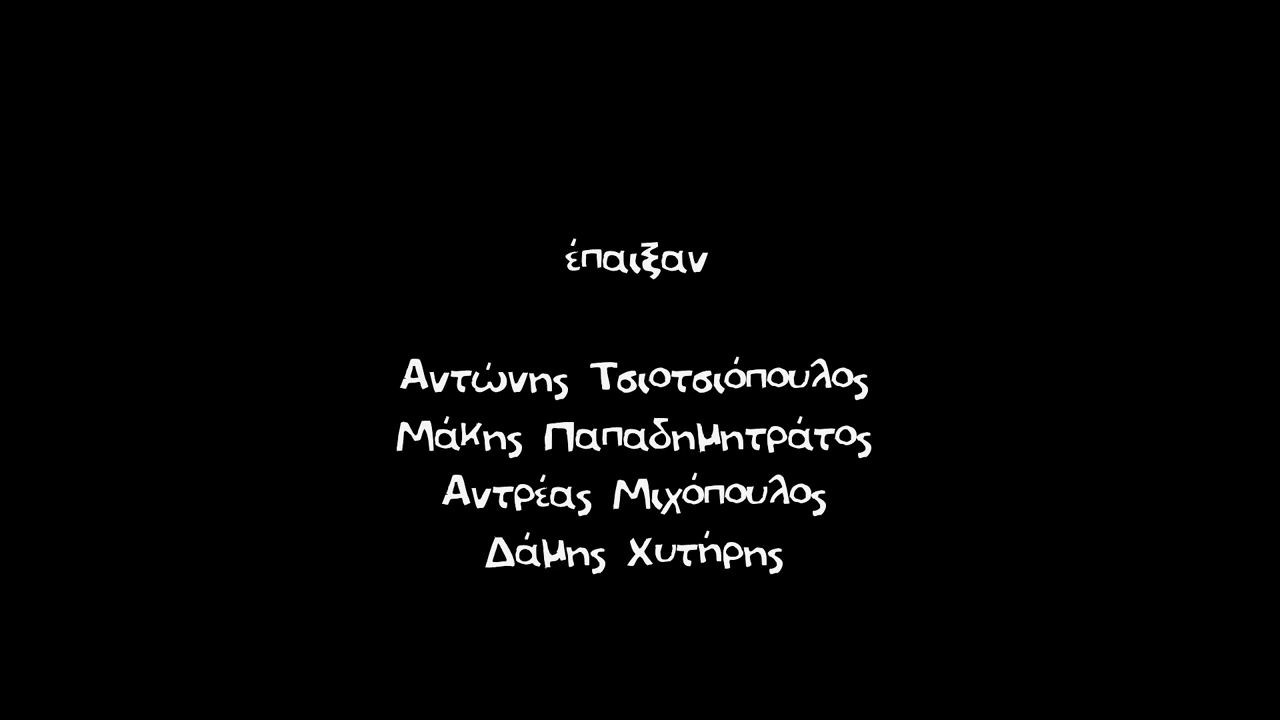 έπαιξαν
Αντώνης Τσιοτσιόπουλος
Μάκης Παπαδημητράτος
Αντρέας Μιχόπουλος
Δάμης Χυτήρης